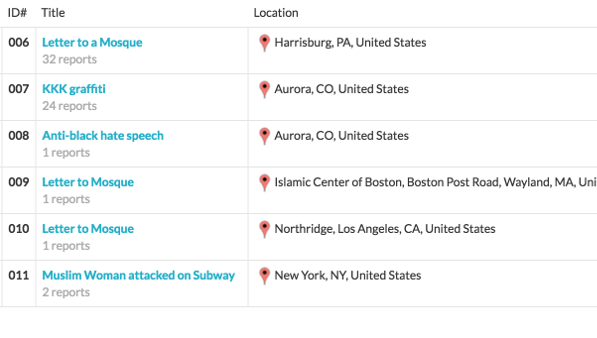 ID# Title Location
006 Letter to a Mosque Harrisburg, PA, United States
32 reports
007 KKK graffiti Aurora, CO, United States
24 reports
008 Anti-black hate speech Aurora, CO, United States
1 reports
009 Letter to Mosque Islamic Center of Boston, Boston Post Road, Wayland, MA, Uni
1 reports
010 Letter to Mosque Northridge, Los Angeles, CA, United States
1 reports
011 Muslim Woman attacked on Subway New York, NY, United States
2 reports